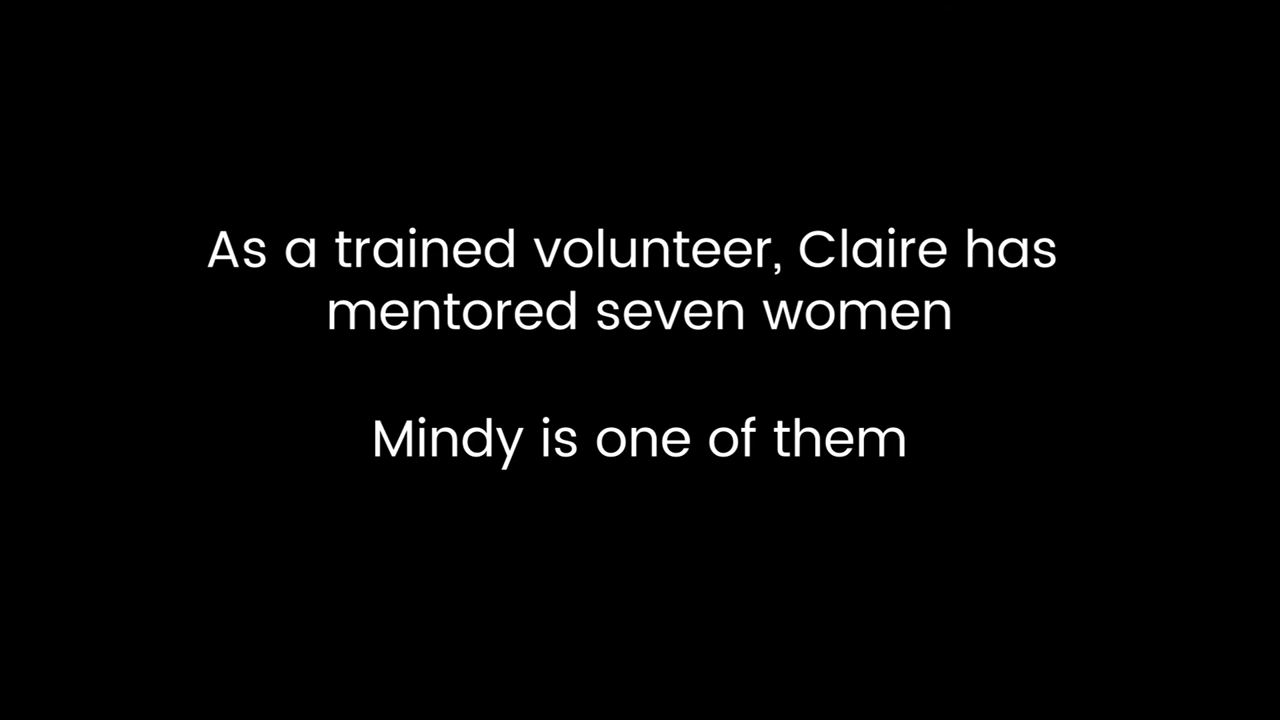 As a trained volunteer, Claire has
mentored seven women
Mindy is one of them